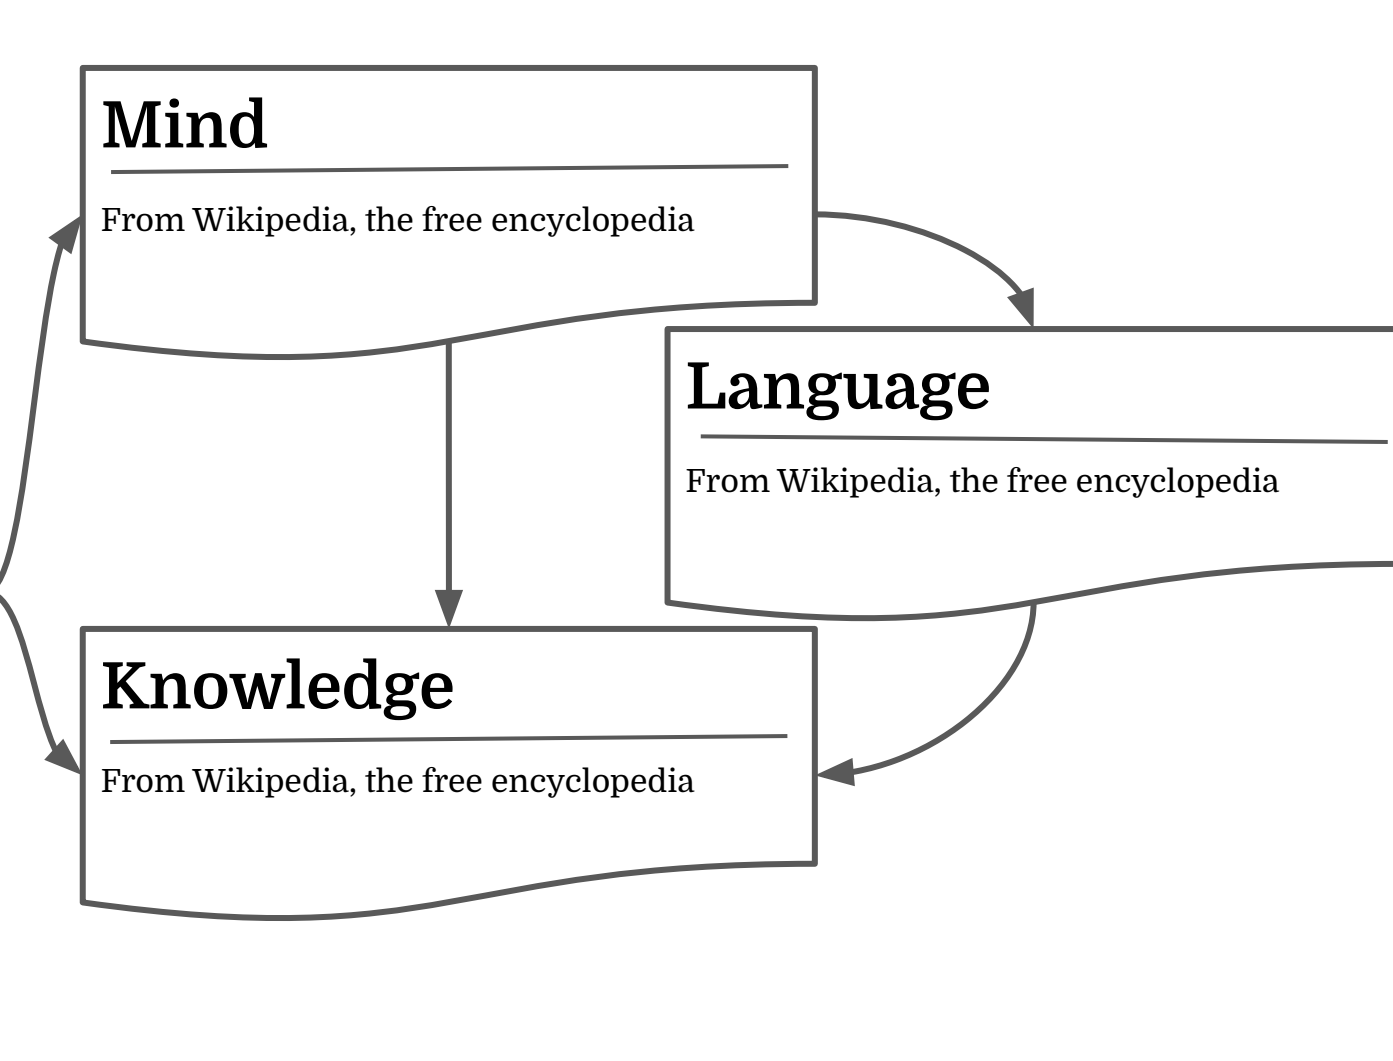 Mind
From Wikipedia, the free encyclopedia
Language
From Wikipedia, the free encyclopedia
Knowledge
From Wikipedia, the free encyclopedia